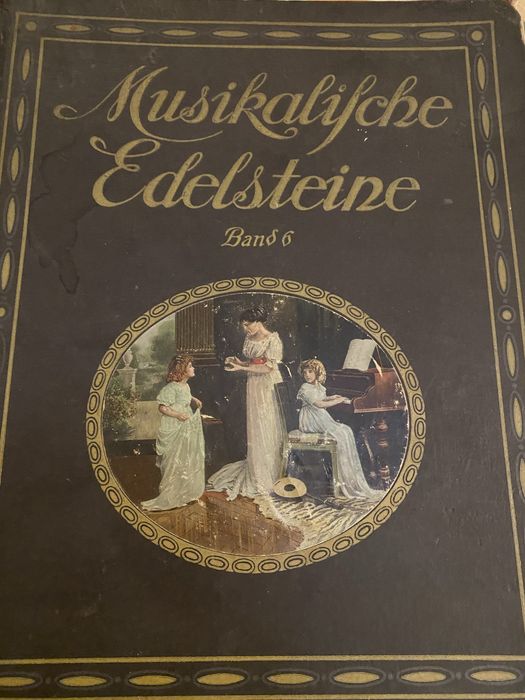 Musikalische
Edelsteine
Band 6